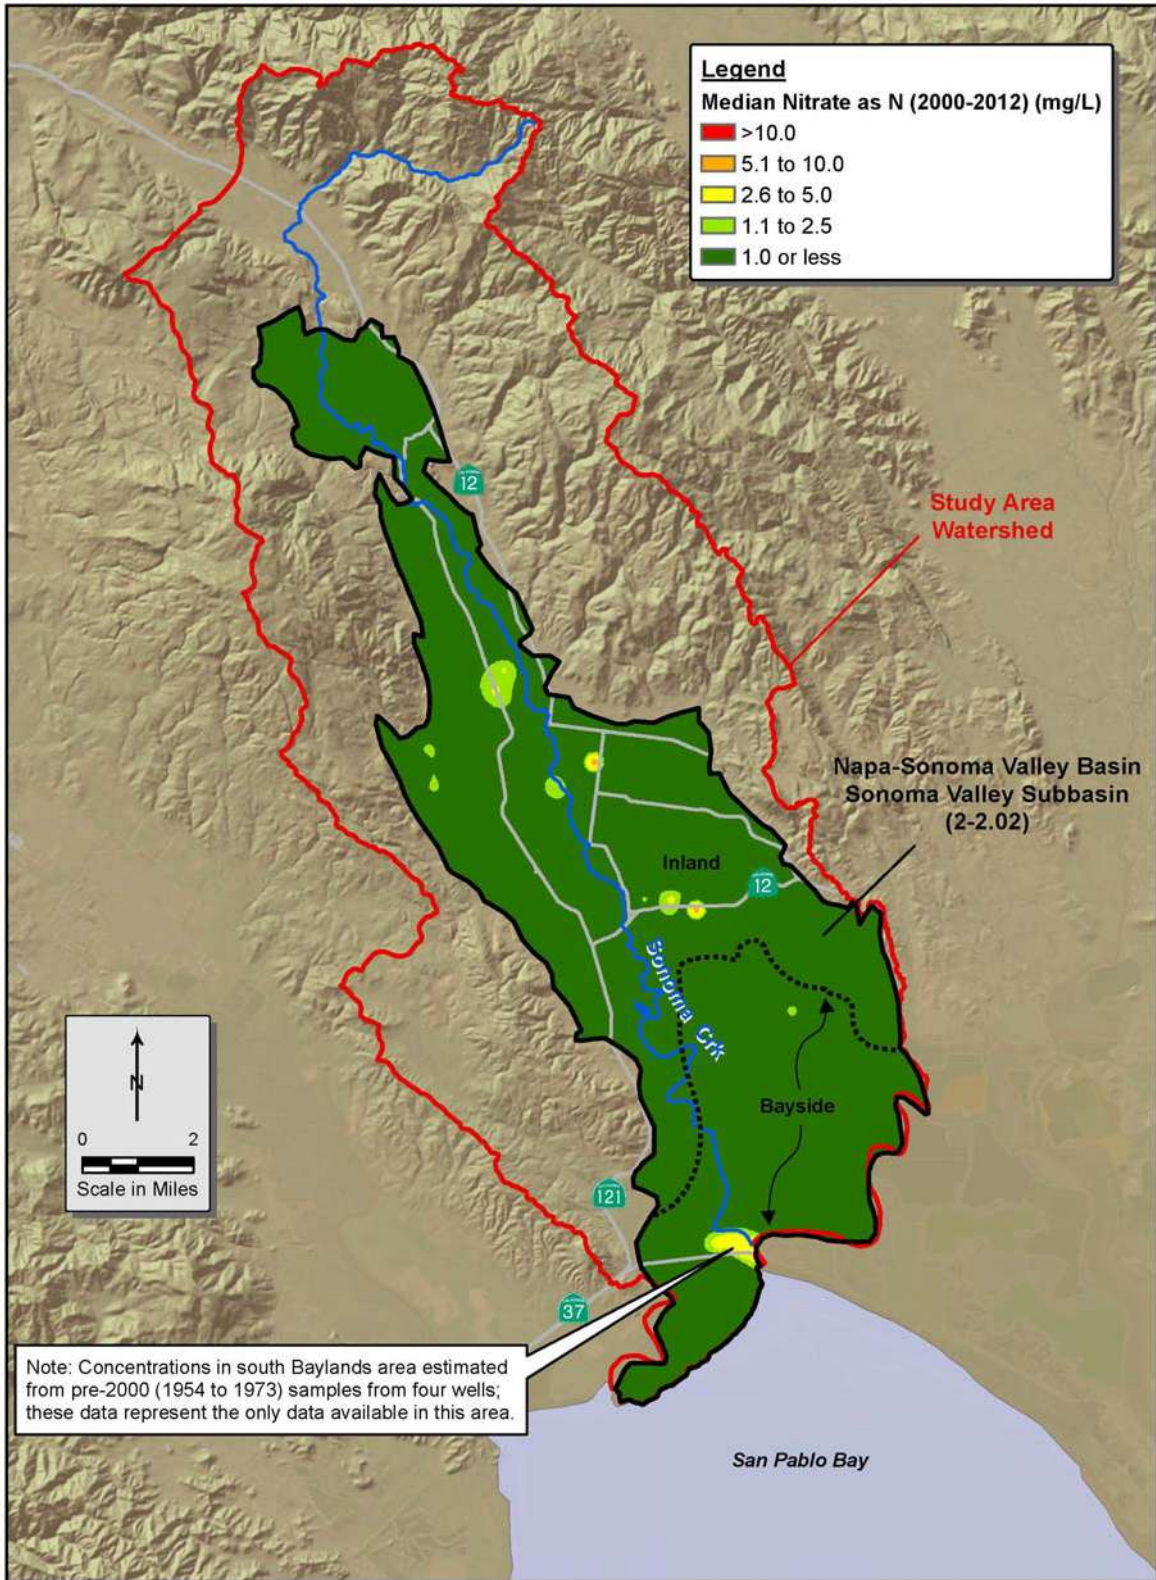 Legend
Median Nitrate as N (2000-2012) (mg/L)
>10.0
5.1 to 10.0
2.6 to 5.0
1.1 to 2.5
1.0 or less
12
Study Area
Watershed
Napa-Sonoma Valley Basin
Sonoma Valley Subbasin
(2-2.02)
Inland
12
Sonoma Crk
N
0 2
Scale in Miles
Bayside
121
37
Note: Concentrations in south Baylands area estimated
from pre-2000 (1954 to 1973) samples from four wells;
these data represent the only data available in this area.
San Pablo Bay